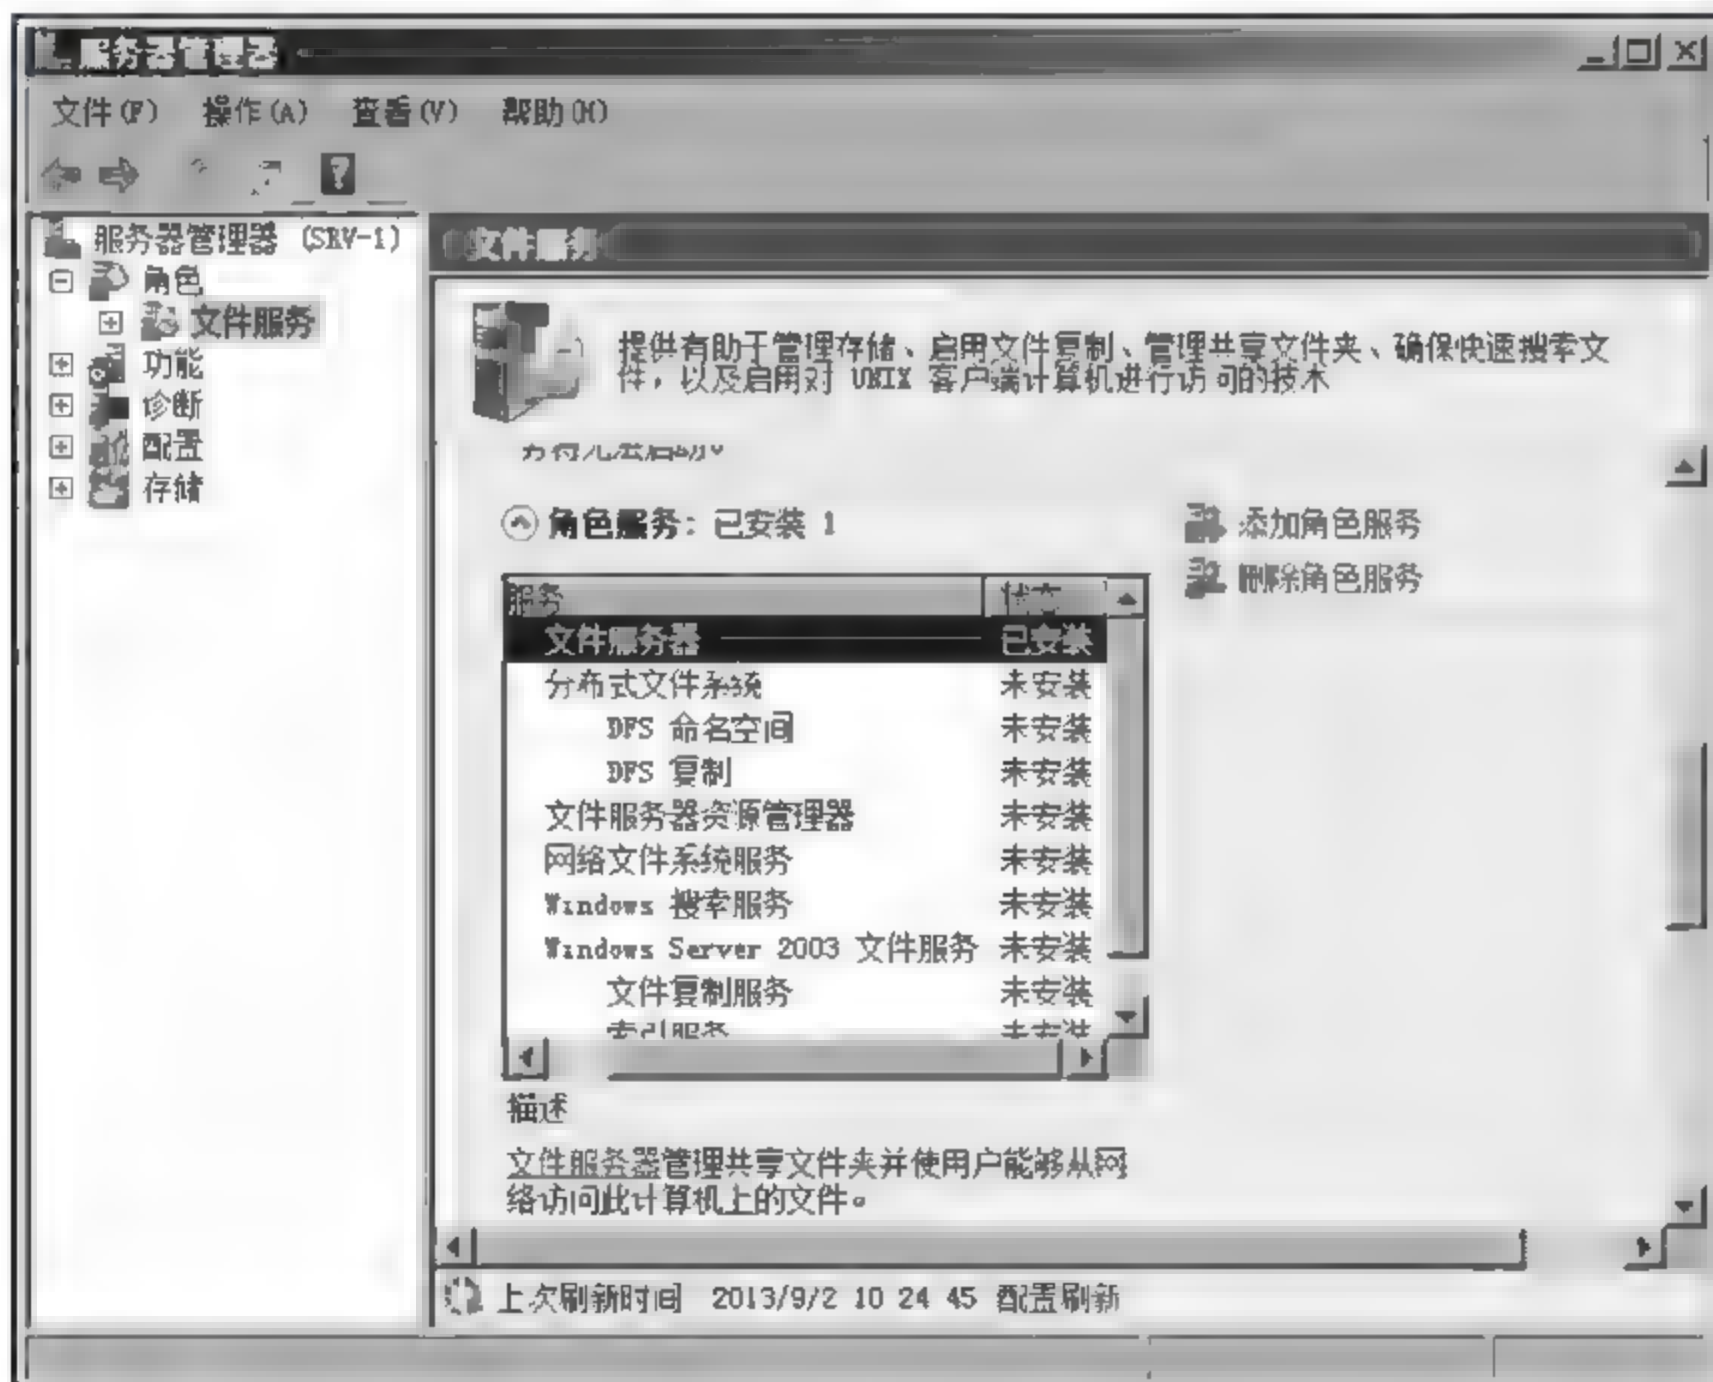 服务器管理器
文件(F) 操作(A) 查看(V) 帮助(H)
服务器管理器 (SRV-1)
角色
文件服务
功能
诊断
配置
存储
文件服务
提供有助于管理存储、启用文件复制、管理共享文件夹、确保快速搜索文
件，以及启用对 UNIX 客户端计算机进行访问的技术
角色服务: 已安装 1
添加角色服务
删除角色服务
服务 状态
文件服务器 已安装
分布式文件系统 未安装
DFS 命名空间 未安装
DFS 复制 未安装
文件服务器资源管理器 未安装
网络文件系统服务 未安装
Windows 搜索服务 未安装
Windows Server 2003 文件服务 未安装
文件复制服务 未安装
索引服务 未安装
描述
文件服务器管理共享文件夹并使用户能够从网
络访问此计算机上的文件。
上次刷新时间 2013/9/2 10 24 45 配置刷新